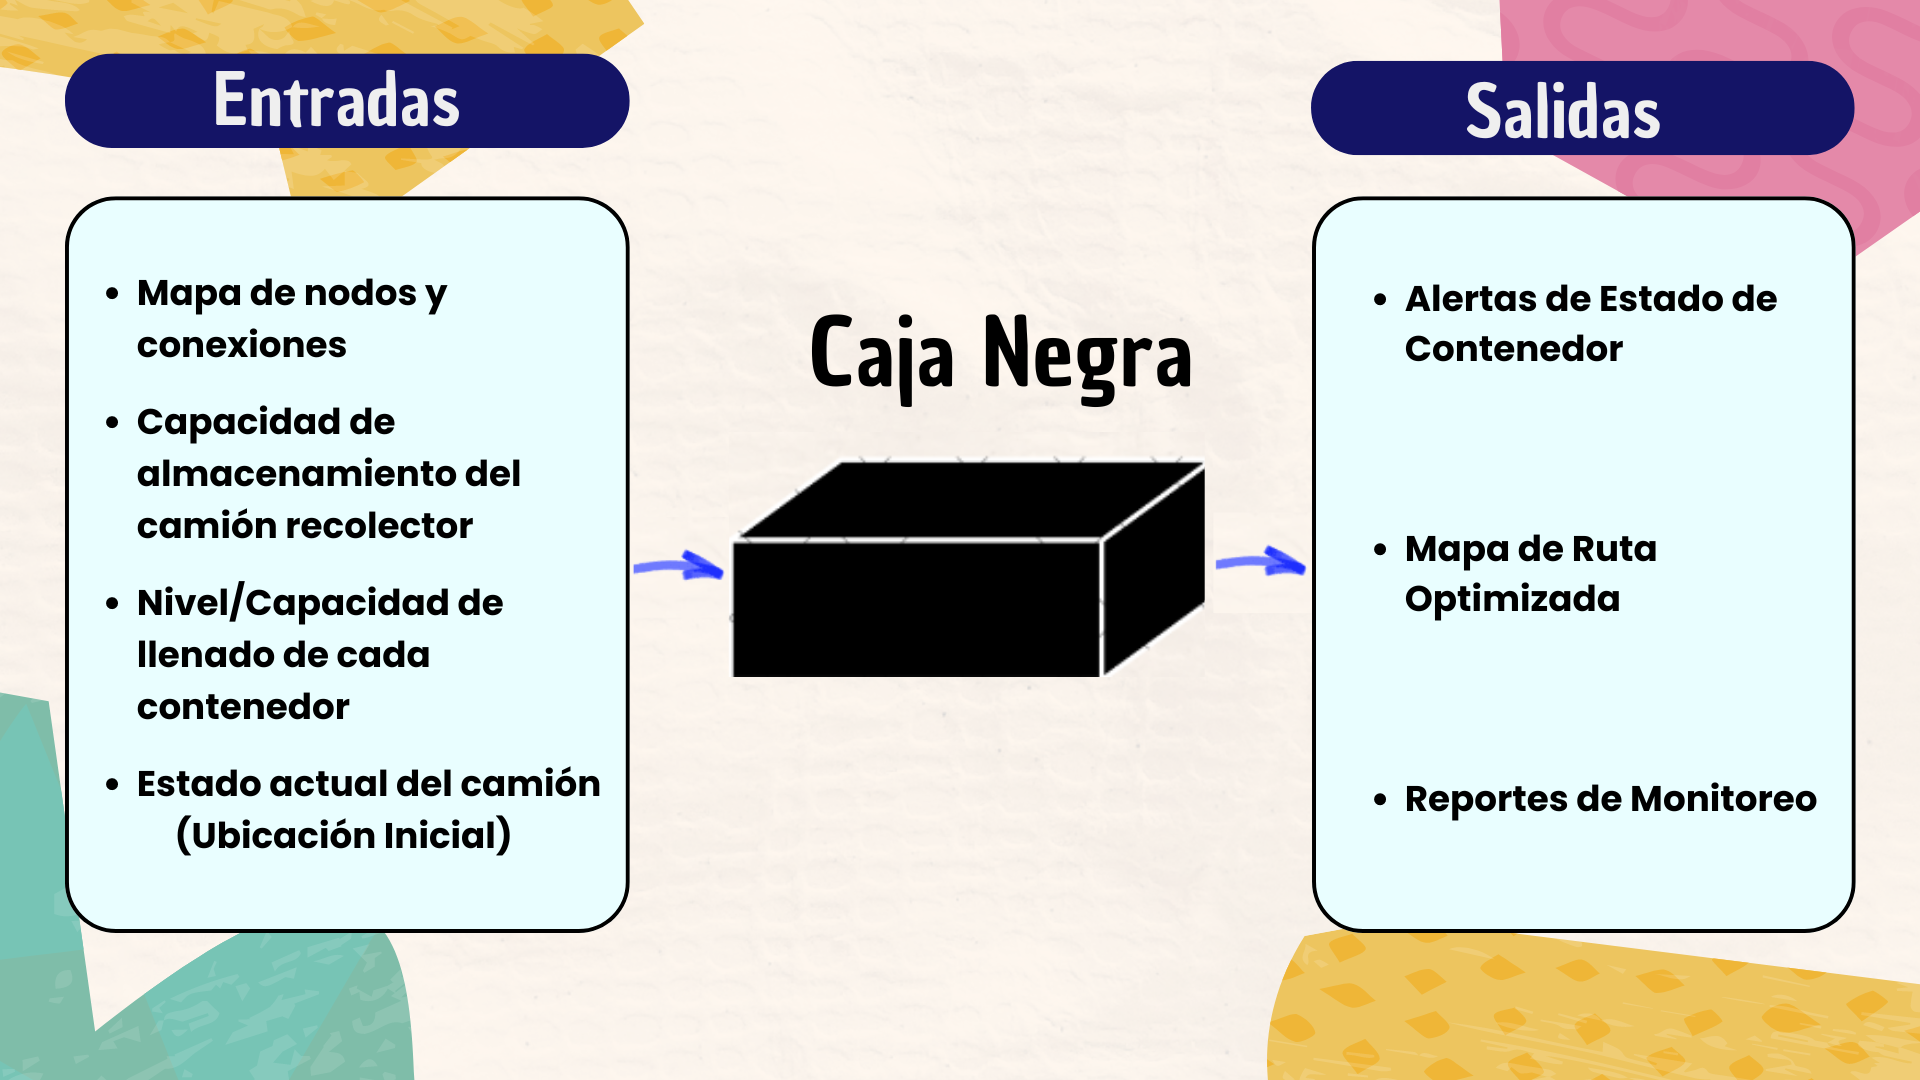 Entradas
Mapa de nodos y
conexiones
Capacidad de
almacenamiento del
camión recolector
Nivel/Capacidad de
llenado de cada
contenedor
Estado actual del camión
(Ubicación Inicial)
Caja Negra
Salidas
Alertas de Estado de
Contenedor
Mapa de Ruta
Optimizada
Reportes de Monitoreo